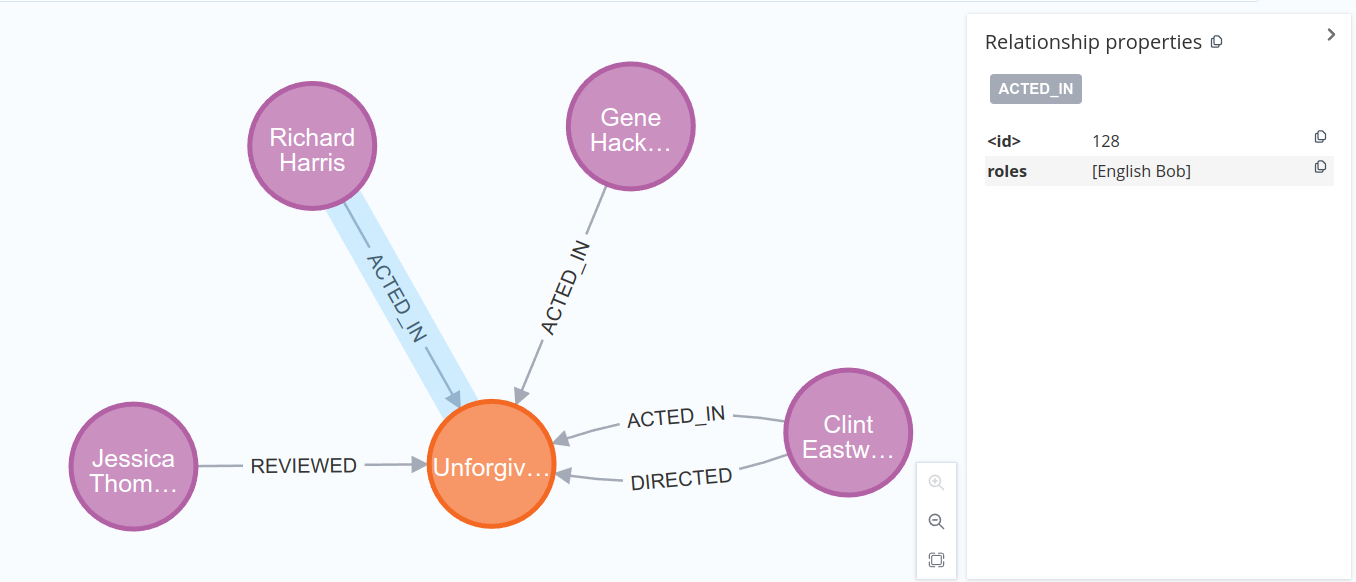 Richard
Harris
Gene
Hack…
ACTED_IN
ACTED_IN
Jessica
Thom…
REVIEWED
Unforgiv…
ACTED_IN
DIRECTED
Clint
Eastw…
Relationship properties
ACTED_IN
<id> 128
roles [English Bob]